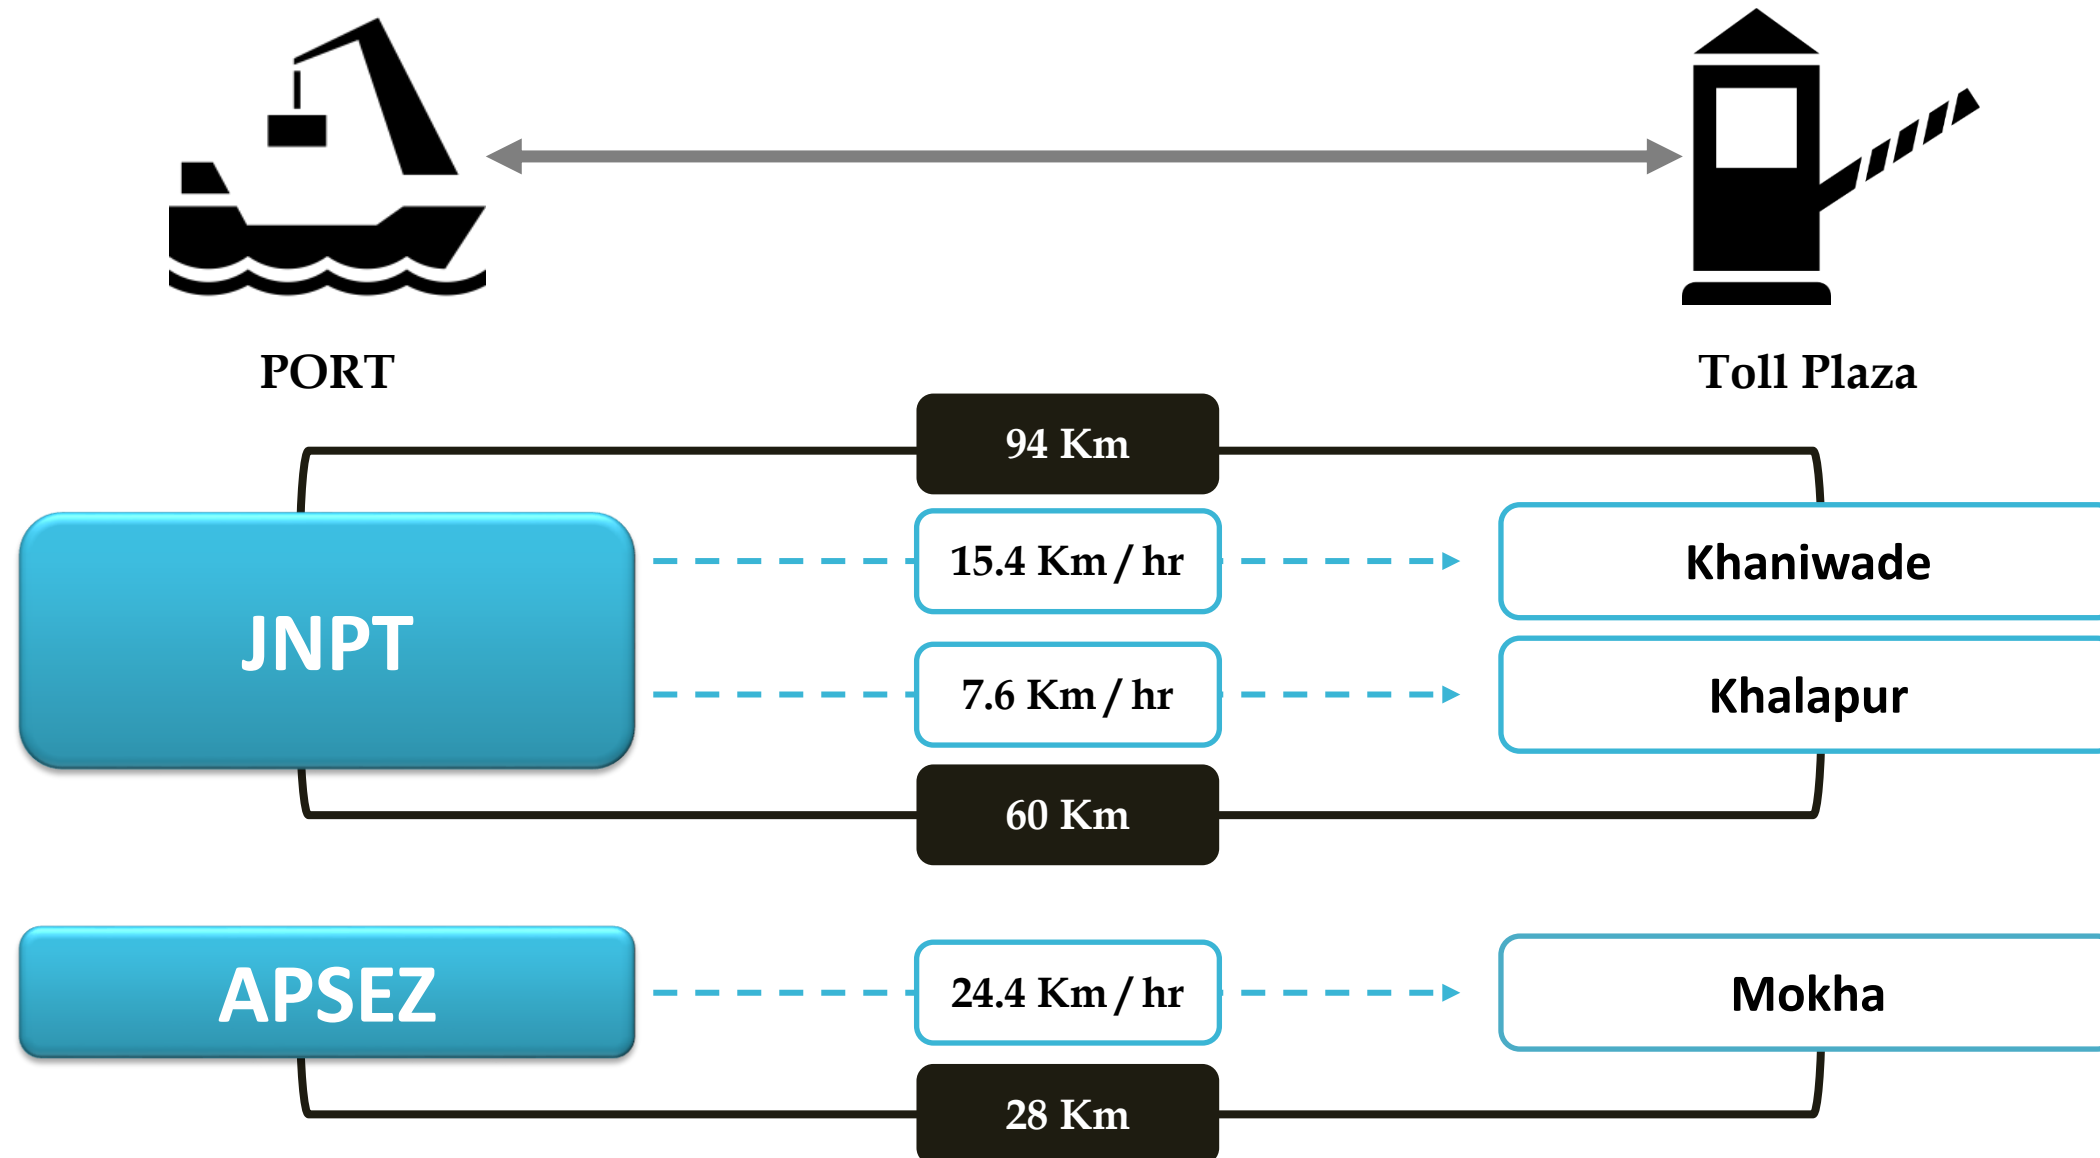 PORT
Toll Plaza
94 Km
JNPT
15.4 Km/hr
Khaniwade
7.6 Km/hr
Khalapur
60 Km
APSEZ
24.4 Km/hr
Mokha
28 Km